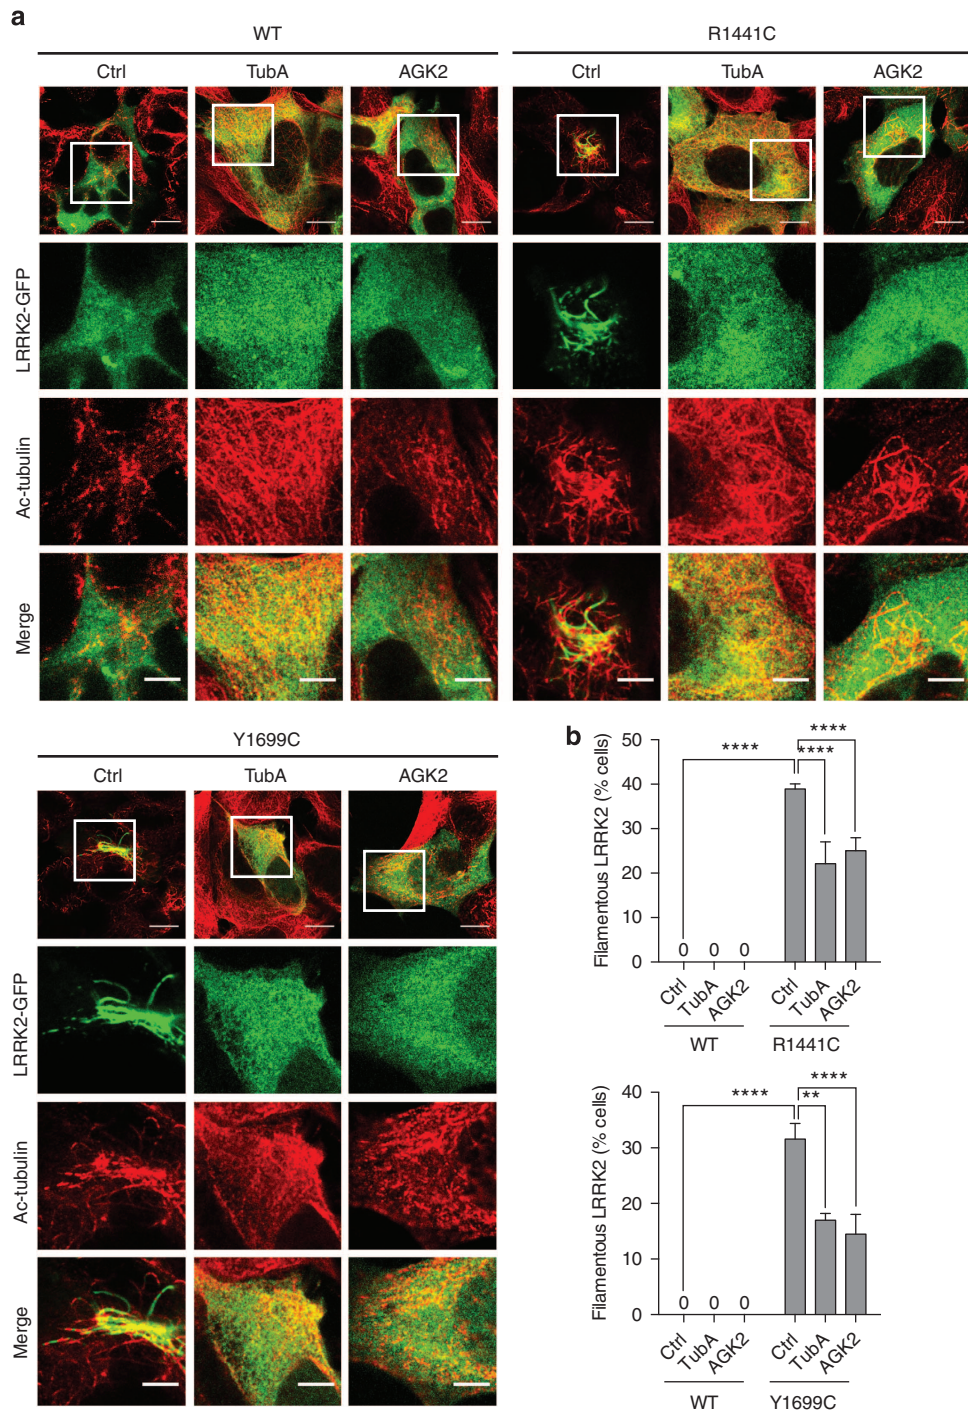 a
WT
R1441C
Ctrl TubA AGK2 Ctrl TubA AGK2
LRRK2-GFP
Ac-tubulin
Merge
Y1699C
Ctrl TubA AGK2
LRRK2-GFP
Ac-tubulin
Merge
b
Filamentous LRRK2 (% cells)
50
40
30
20
10
0
****
****
****
0 0 0
Ctrl TubA AGK2 Ctrl TubA AGK2
WT R1441C
Filamentous LRRK2 (% cells)
40
30
20
10
0
****
****
**
0 0 0
Ctrl TubA AGK2 Ctrl TubA AGK2
WT Y1699C